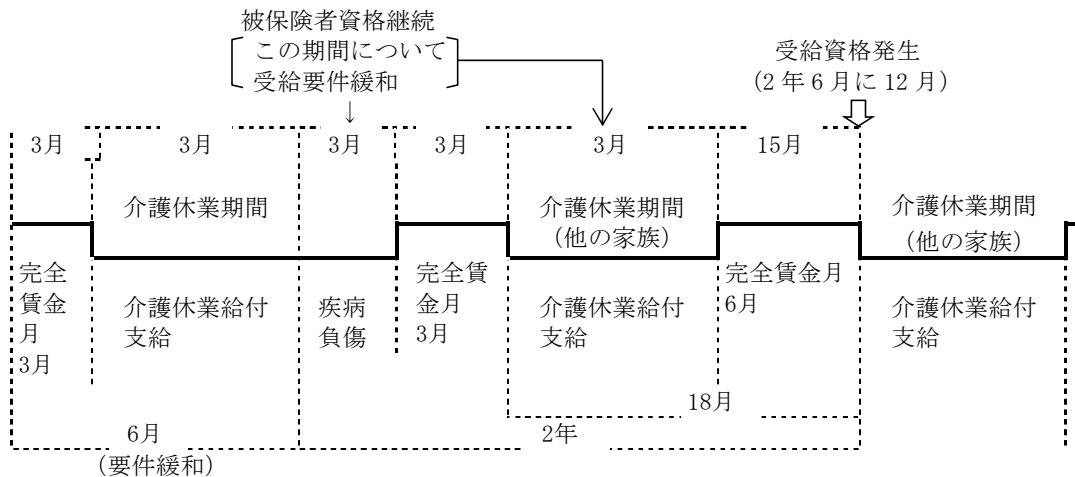 被保険者資格継続
この期間について
受給要件緩和
↓
受給資格発生
(2年6月に12月)
3月
3月
3月
3月
3月
15月
介護休業期間
介護休業期間
(他の家族)
介護休業期間
(他の家族)
完全
賃金
月
3月
介護休業給付
支給
疾病
負傷
完全賃
金月
3月
介護休業給付
支給
完全賃金月
6月
介護休業給付
支給
18月
6月
(要件緩和)
2年